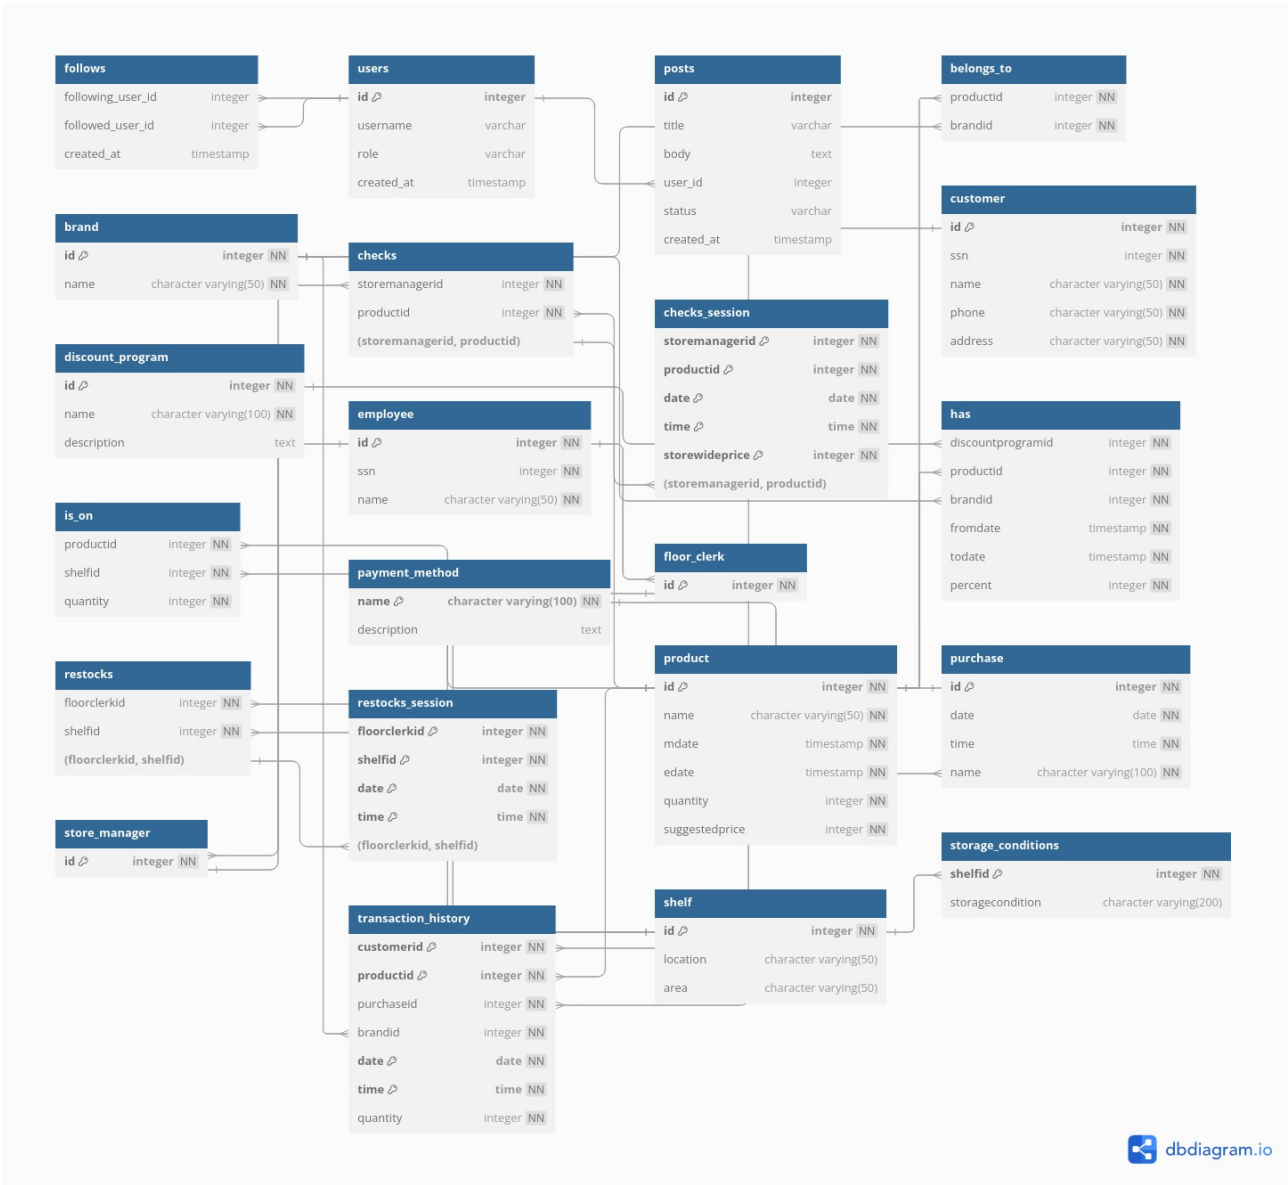 follows
following_user_id integer
followed_user_id integer
created_at timestamp
users
id integer
username varchar
role varchar
created_at timestamp
posts
id integer
title varchar
body text
user_id integer
status varchar
created_at timestamp
belongs_to
productid integer NN
brandid integer NN
brand
id integer NN
name character varying(50) NN
checks
storemanagerid integer NN
productid integer NN
(storemanagerid, productid)
customer
id integer NN
ssn integer NN
name character varying(50) NN
phone character varying(50) NN
address character varying(50) NN
checks_session
storemanagerid integer NN
productid integer NN
date date NN
time time NN
storewideprice integer NN
(storemanagerid, productid)
discount_program
id integer NN
name character varying(100) NN
description text
employee
id integer NN
ssn integer NN
name character varying(50) NN
has
discountprogramid integer NN
productid integer NN
brandid integer NN
fromdate timestamp NN
todate timestamp NN
percent integer NN
is_on
productid integer NN
shelfid integer NN
quantity integer NN
payment_method
name character varying(100) NN
description text
floor_clerk
id integer NN
restocks
floorclerkid integer NN
shelfid integer NN
(floorclerkid, shelfid)
restocks_session
floorclerkid integer NN
shelfid integer NN
date date NN
time time NN
(floorclerkid, shelfid)
product
id integer NN
name character varying(50) NN
mdate timestamp NN
edate timestamp NN
quantity integer NN
suggestedprice integer NN
purchase
id integer NN
date date NN
time time NN
name character varying(100) NN
store_manager
id integer NN
transaction_history
customerid integer NN
productid integer NN
purchaseid integer NN
brandid integer NN
date date NN
time time NN
quantity integer NN
shelf
id integer NN
location character varying(50)
area character varying(50)
storage_conditions
shelfid integer NN
storagecondition character varying(200)
dbdiagram.io